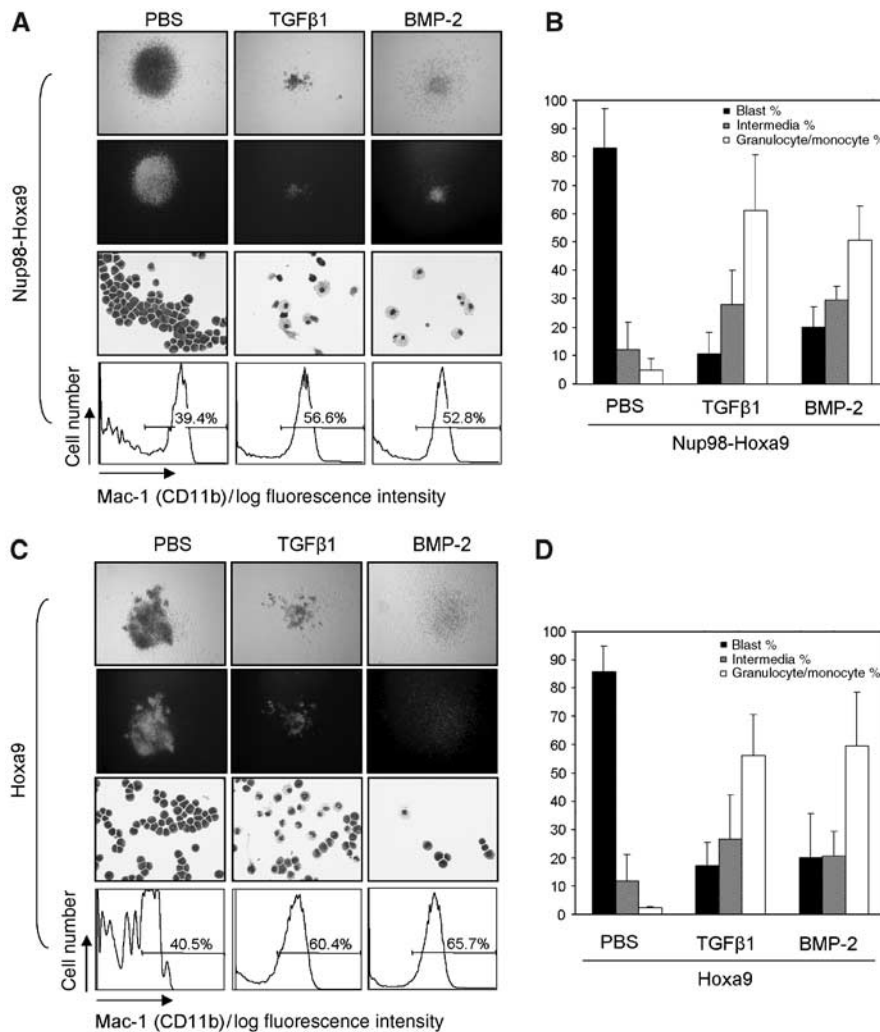 A
PBS TGFβ1 BMP-2
Nup98-Hoxa9
Cell number
39.4% 56.6% 52.8%
Mac-1 (CD11b)/log fluorescence intensity
B
100
90
80
70
60
50
40
30
20
10
0
Blast %
Intermedia %
Granulocyte/monocyte %
PBS TGFβ1 BMP-2
Nup98-Hoxa9
C
PBS TGFβ1 BMP-2
Hoxa9
Cell number
40.5% 60.4% 65.7%
Mac-1 (CD11b)/log fluorescence intensity
D
100
90
80
70
60
50
40
30
20
10
0
Blast %
Intermedia %
Granulocyte/monocyte %
PBS TGFβ1 BMP-2
Hoxa9